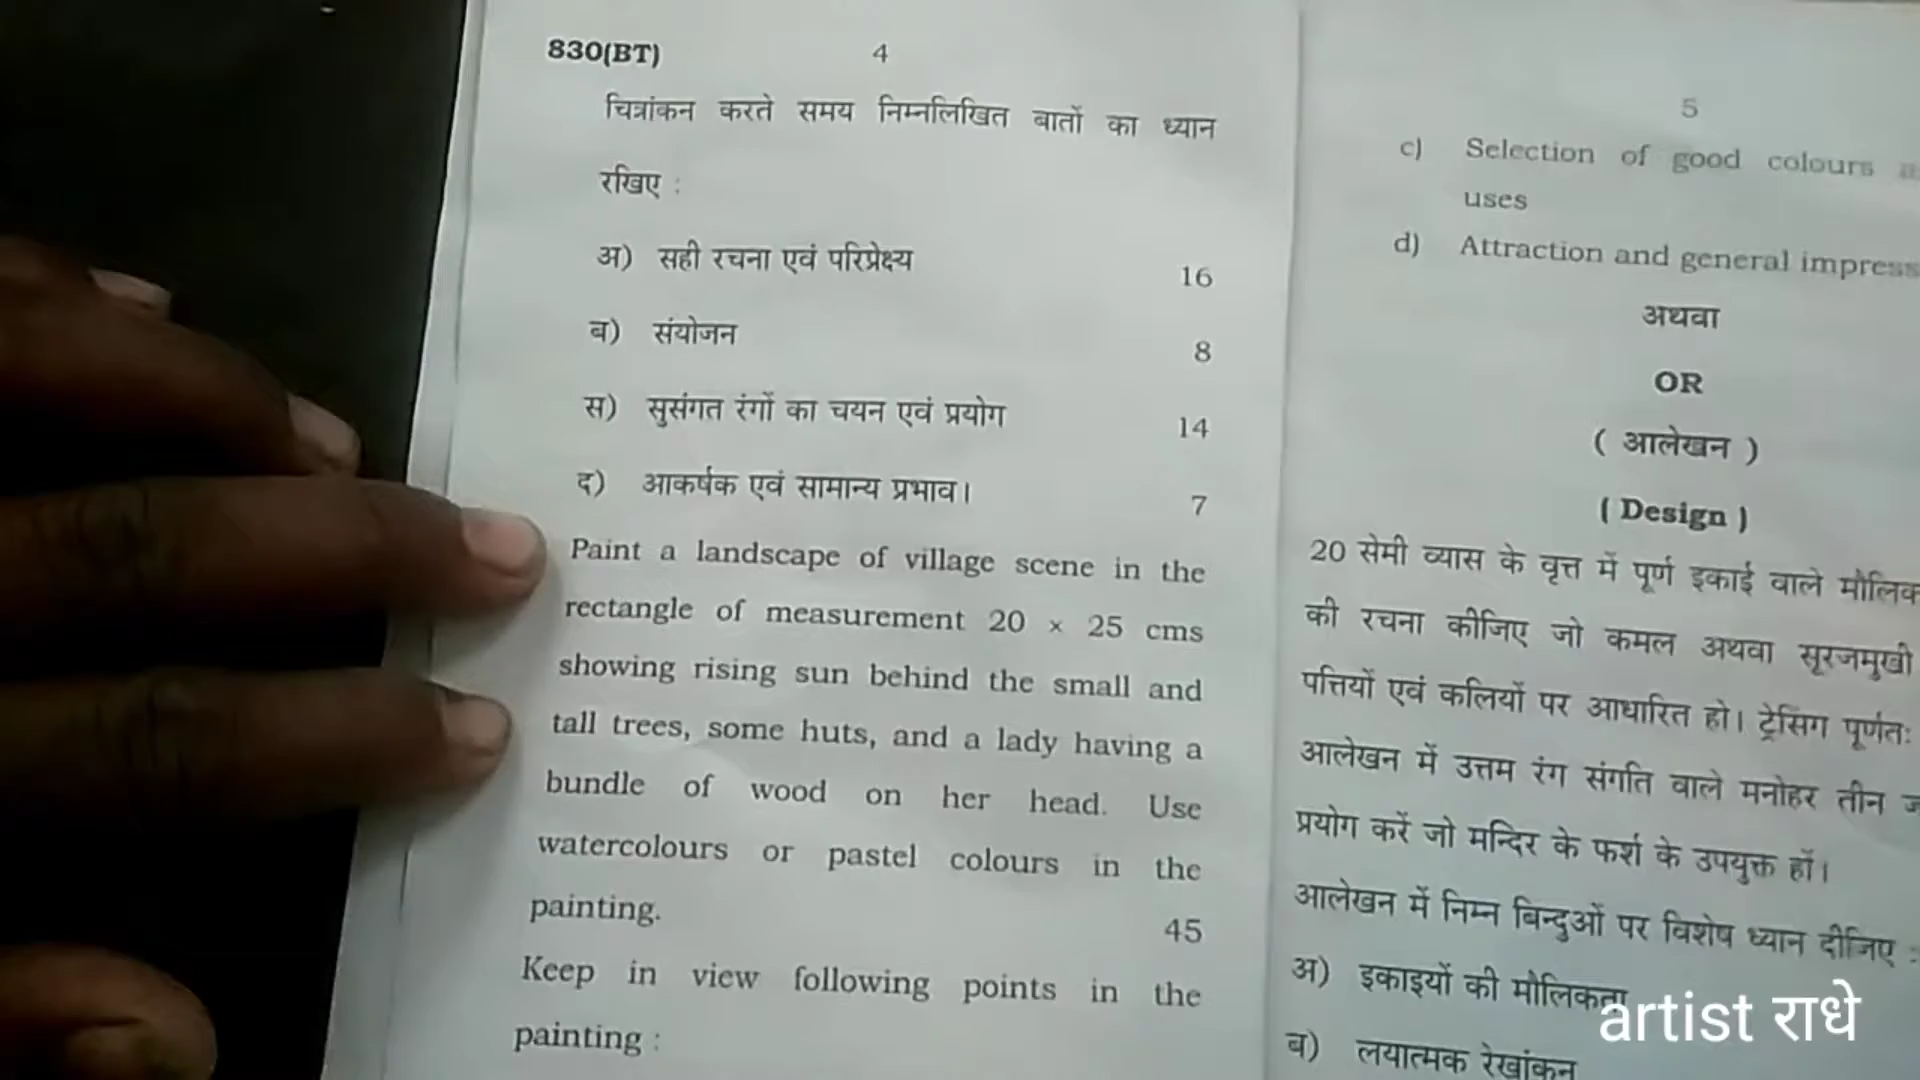 830(BT)
4
चित्रांकन करते समय निम्नलिखित बातों का ध्यान
रखिए :
अ) सही रचना एवं परिप्रेक्ष्य 16
ब) संयोजन 8
स) सुसंगत रंगों का चयन एवं प्रयोग 14
द) आकर्षक एवं सामान्य प्रभाव। 7
Paint a landscape of village scene in the
rectangle of measurement 20 × 25 cms
showing rising sun behind the small and
tall trees, some huts, and a lady having a
bundle of wood on her head. Use
watercolours or pastel colours in the
painting. 45
Keep in view following points in the
painting :
5
c) Selection of good colours
uses
d) Attraction and general
अथवा
OR
( आलेखन )
( Design )
20 सेमी व्यास के वृत्त में पूर्ण इकाई वाले
की रचना कीजिए जो कमल अथवा सूरजमुखी
पत्तियों एवं कलियों पर आधारित हो। ट्रेसिंग पूर्णतः
आलेखन में उत्तम रंग संगति वाले मनोहर तीन
प्रयोग करें जो मन्दिर के फर्श के उपयुक्त हों।
आलेखन में निम्न बिन्दुओं पर विशेष ध्यान दीजिए :
अ) इकाइयों की मौलिकता
ब) लयात्मक रेखांकन
artist राधे